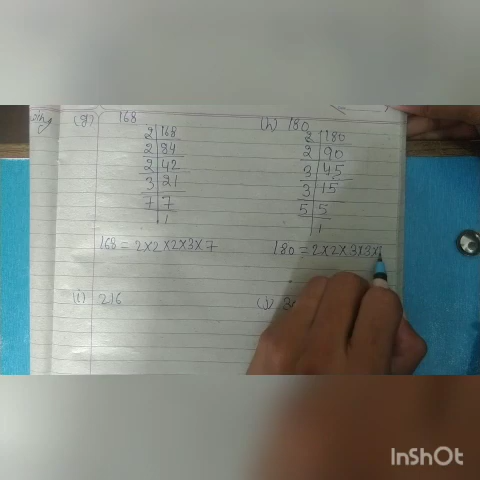 (g) 168
2 | 168
2 | 84
2 | 42
3 | 21
7 | 7
1
168 = 2×2×2×3×7
(h) 180
2 | 180
2 | 90
3 | 45
3 | 15
5 | 5
1
180 = 2×2×3×3×
(i) 216
(j) 3
InShOt